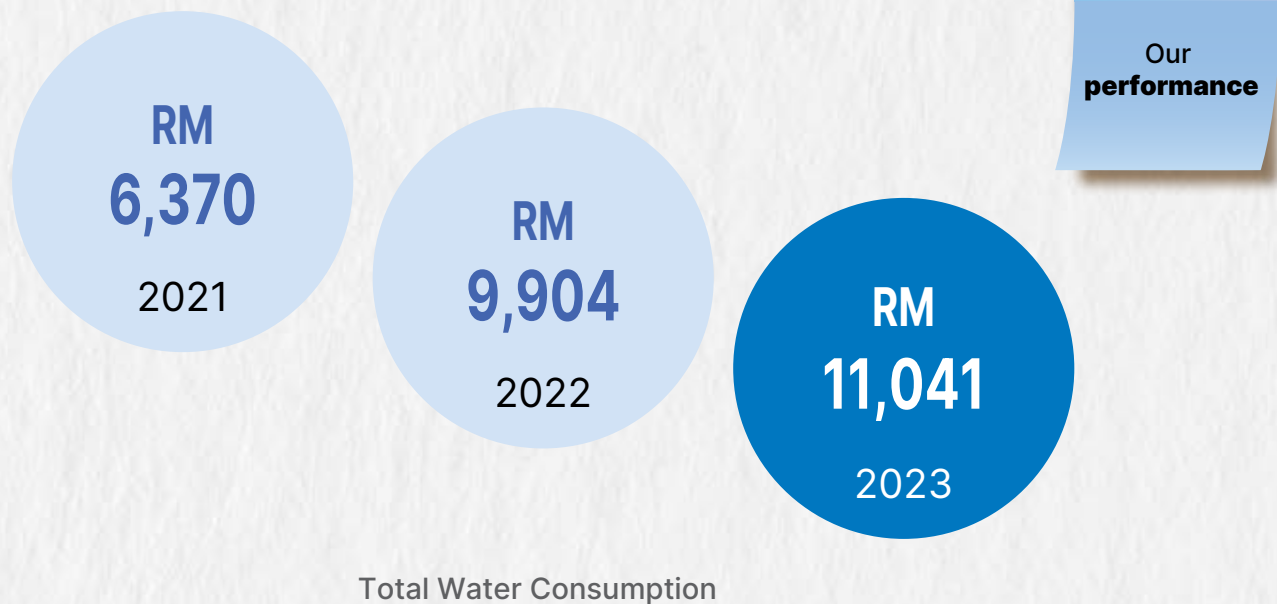 Our
performance
RM
6,370
2021
RM
9,904
2022
RM
11,041
2023
Total Water Consumption